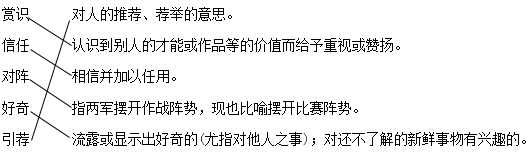 赏识 对人的推荐、荐举的意思。
信任 认识到别人的才能或作品等的价值而给予重视或赞扬。
对阵 相信并加以任用。
好奇 指两军摆开作战阵势，现也比喻摆开比赛阵势。
引荐 流露或显示出好奇的(尤指对他人之事)；对还不了解的新鲜事物有兴趣的。